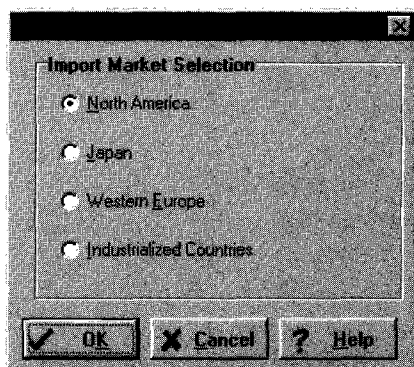 Import Market Selection
North America
Japan
Western Europe
Industrialized Countries
OK Cancel Help